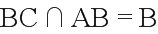 BC ∩ AB = B